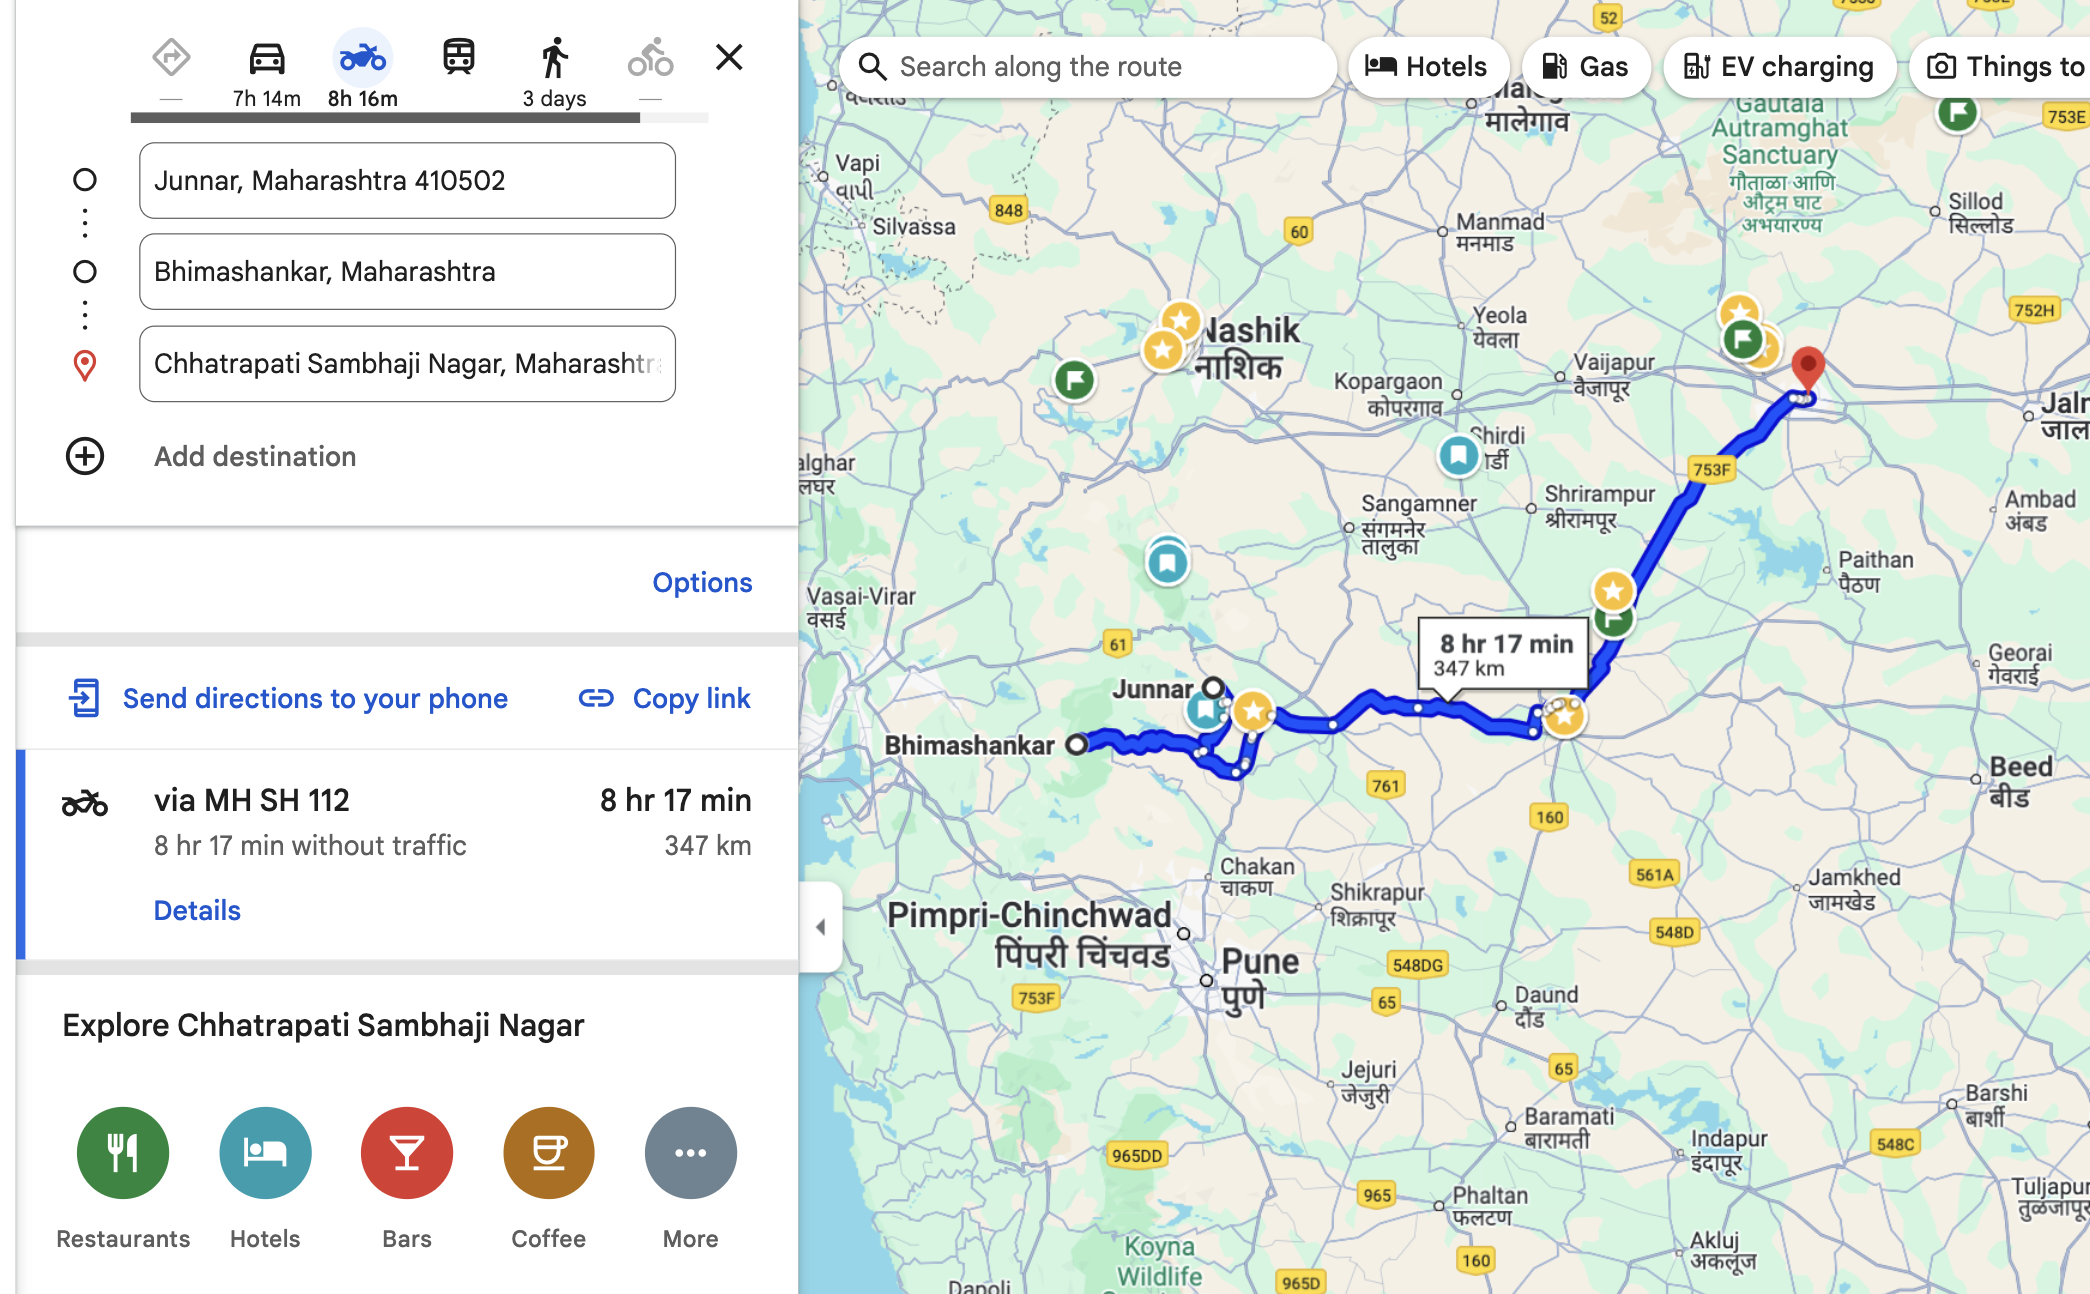 7h 14m
8h 16m
3 days
Junnar, Maharashtra 410502
Bhimashankar, Maharashtra
Chhatrapati Sambhaji Nagar, Maharashtra
Add destination
Options
Send directions to your phone
Copy link
via MH SH 112
8 hr 17 min
8 hr 17 min without traffic
347 km
Details
Explore Chhatrapati Sambhaji Nagar
Restaurants
Hotels
Bars
Coffee
More
Search along the route
Hotels
Gas
EV charging
Things to
52
753E
मालेगाव
Gautala
Autramghat
Sanctuary
गौताळा आणि
औट्रम घाट
अभयारण्य
Vapi
વાપી
Silvassa
848
60
Manmad
मनमाड
Sillod
सिल्लोड
752H
Nashik
नाशिक
Yeola
येवला
Vaijapur
वैजापूर
Kopargaon
कोपरगाव
Shirdi
753F
Sangamner
संगमनेर
तालुका
Shrirampur
श्रीरामपूर
Ambad
अंबड
Paithan
पैठण
Vasai-Virar
वसई
61
8 hr 17 min
347 km
Georai
गेवराई
Junnar
Bhimashankar
761
160
Beed
बीड
Chakan
चाकण
Shikrapur
शिक्रापूर
561A
Jamkhed
जामखेड
Pimpri-Chinchwad
पिंपरी चिंचवड
548D
Pune
पुणे
548DG
753F
65
Daund
दौंड
Jejuri
जेजुरी
65
Baramati
बारामती
Barshi
बार्शी
Indapur
इंदापूर
548C
965DD
965
Phaltan
फलटण
Akluj
अकलूज
160
Koyna
Wildlife
965D